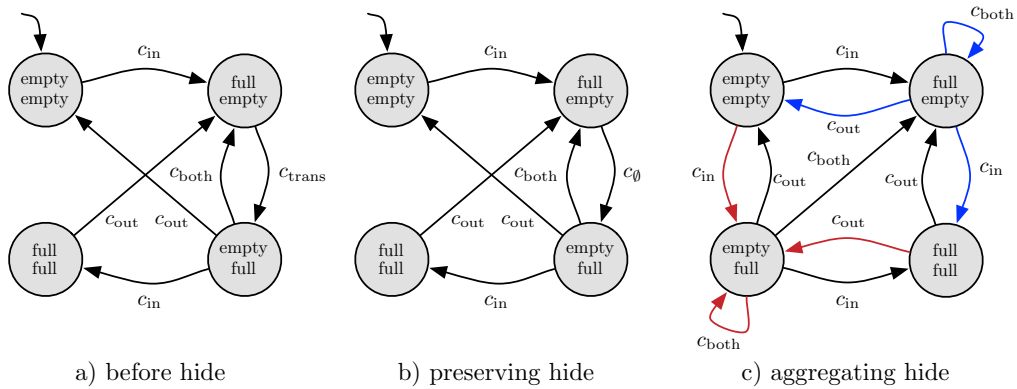 c_in
empty
empty
full
empty
c_both
c_trans
c_out
c_out
full
full
empty
full
c_in
a) before hide
c_in
empty
empty
full
empty
c_both
c_∅
c_out
c_out
full
full
empty
full
c_in
b) preserving hide
c_both
c_in
empty
empty
full
empty
c_out
c_both
c_in
c_out
c_out
c_in
c_out
empty
full
full
full
c_in
c_both
c) aggregating hide